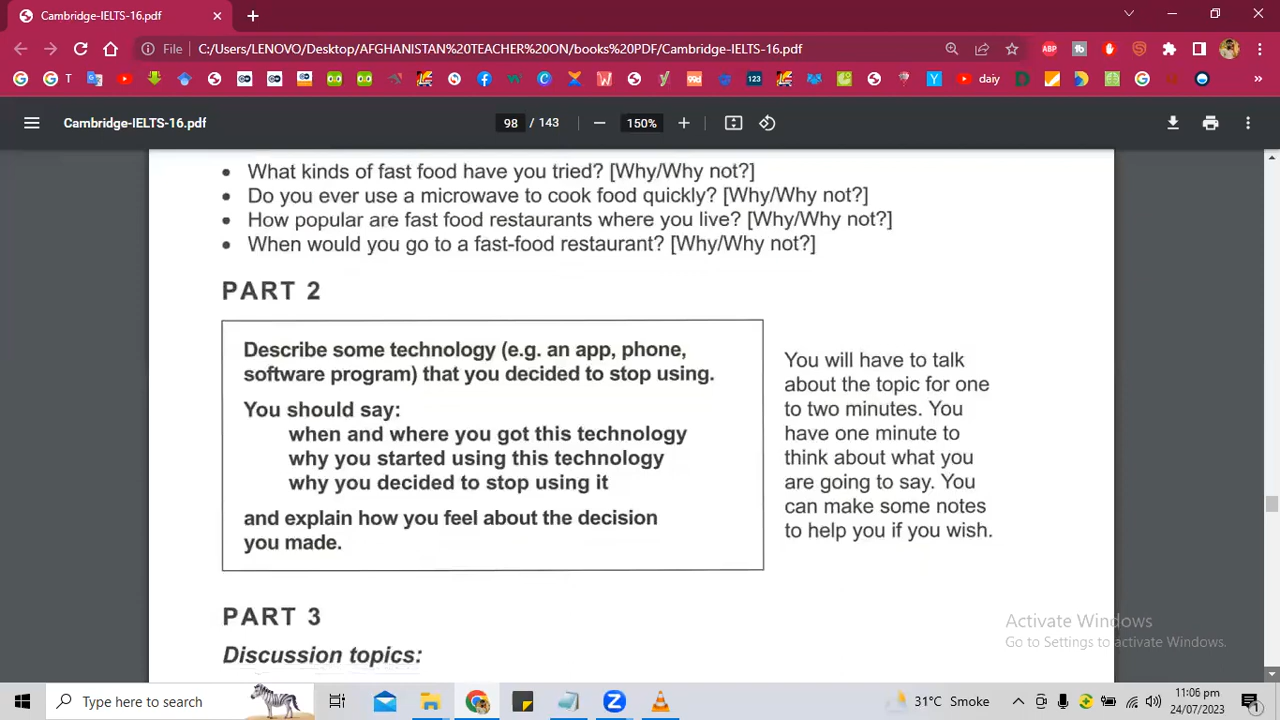 Cambridge-IELTS-16.pdf
File C:/Users/LENOVO/Desktop/AFGHANISTAN%20TEACHER%20ON/books%20PDF/Cambridge-IELTS-16.pdf
ABP
T 99d 123 daiy »
Cambridge-IELTS-16.pdf 98 / 143 150%
• What kinds of fast food have you tried? [Why/Why not?]
• Do you ever use a microwave to cook food quickly? [Why/Why not?]
• How popular are fast food restaurants where you live? [Why/Why not?]
• When would you go to a fast-food restaurant? [Why/Why not?]
PART 2
Describe some technology (e.g. an app, phone,
software program) that you decided to stop using.
You should say:
when and where you got this technology
why you started using this technology
why you decided to stop using it
and explain how you feel about the decision
you made.
You will have to talk
about the topic for one
to two minutes. You
have one minute to
think about what you
are going to say. You
can make some notes
to help you if you wish.
PART 3
Discussion topics:
Activate Windows
Go to Settings to activate Windows.
Type here to search
31°C Smoke
11:06 pm
24/07/2023